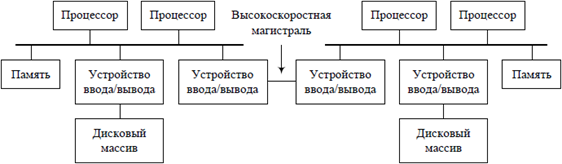 Процессор
Процессор
Высокоскоростная
магистраль
Процессор
Процессор
Память
Устройство
ввода/вывода
Устройство
ввода/вывода
Устройство
ввода/вывода
Устройство
ввода/вывода
Память
Дисковый
массив
Дисковый
массив